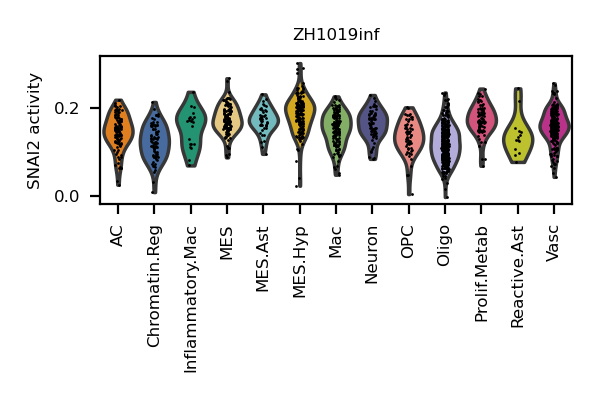 ZH1019inf
SNAI2 activity
0.2
0.0
AC
Chromatin.Reg
Inflammatory.Mac
MES
MES.Ast
MES.Hyp
Mac
Neuron
OPC
Oligo
Prolif.Metab
Reactive.Ast
Vasc